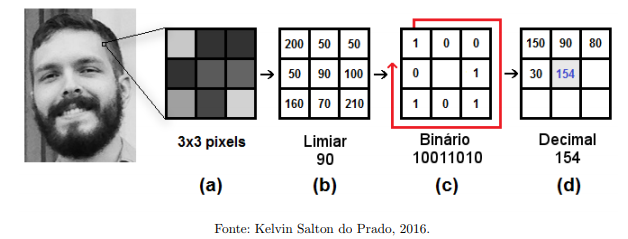 200 50 50
50 90 100
160 70 210
1 0 0
0 1
1 0 1
150 90 80
30 154
3x3 pixels
Limiar
90
Binário
10011010
Decimal
154
(a)
(b)
(c)
(d)
Fonte: Kelvin Salton do Prado, 2016.